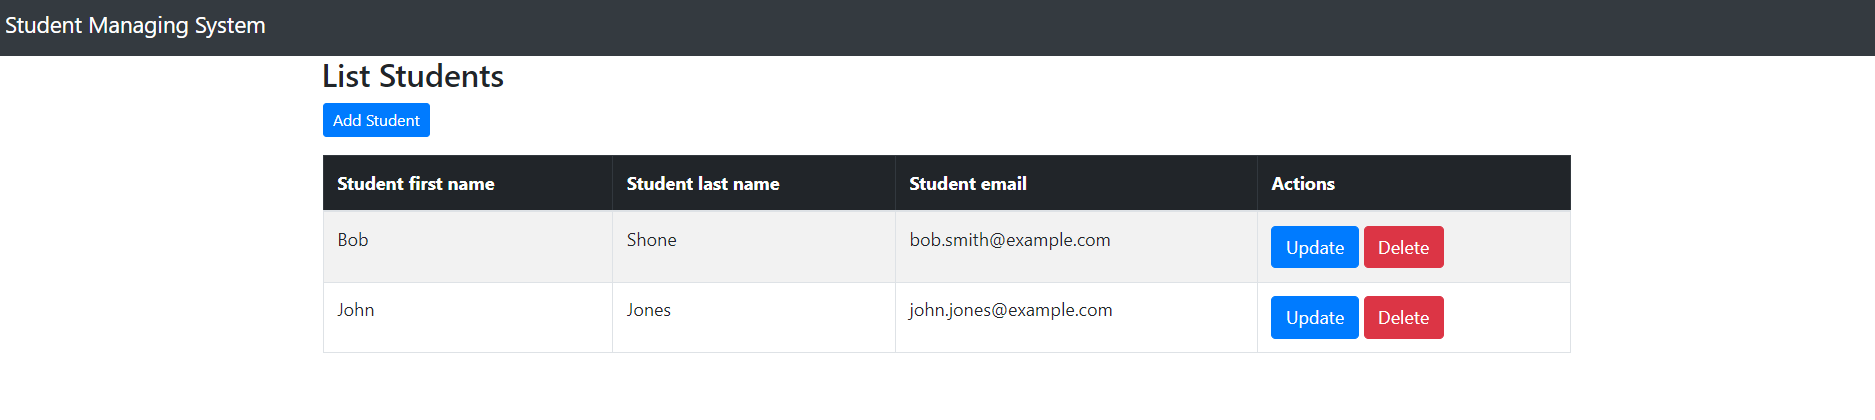 Student Managing System
List Students
Add Student
Student first name Student last name Student email Actions
Bob Shone bob.smith@example.com Update Delete
John Jones john.jones@example.com Update Delete